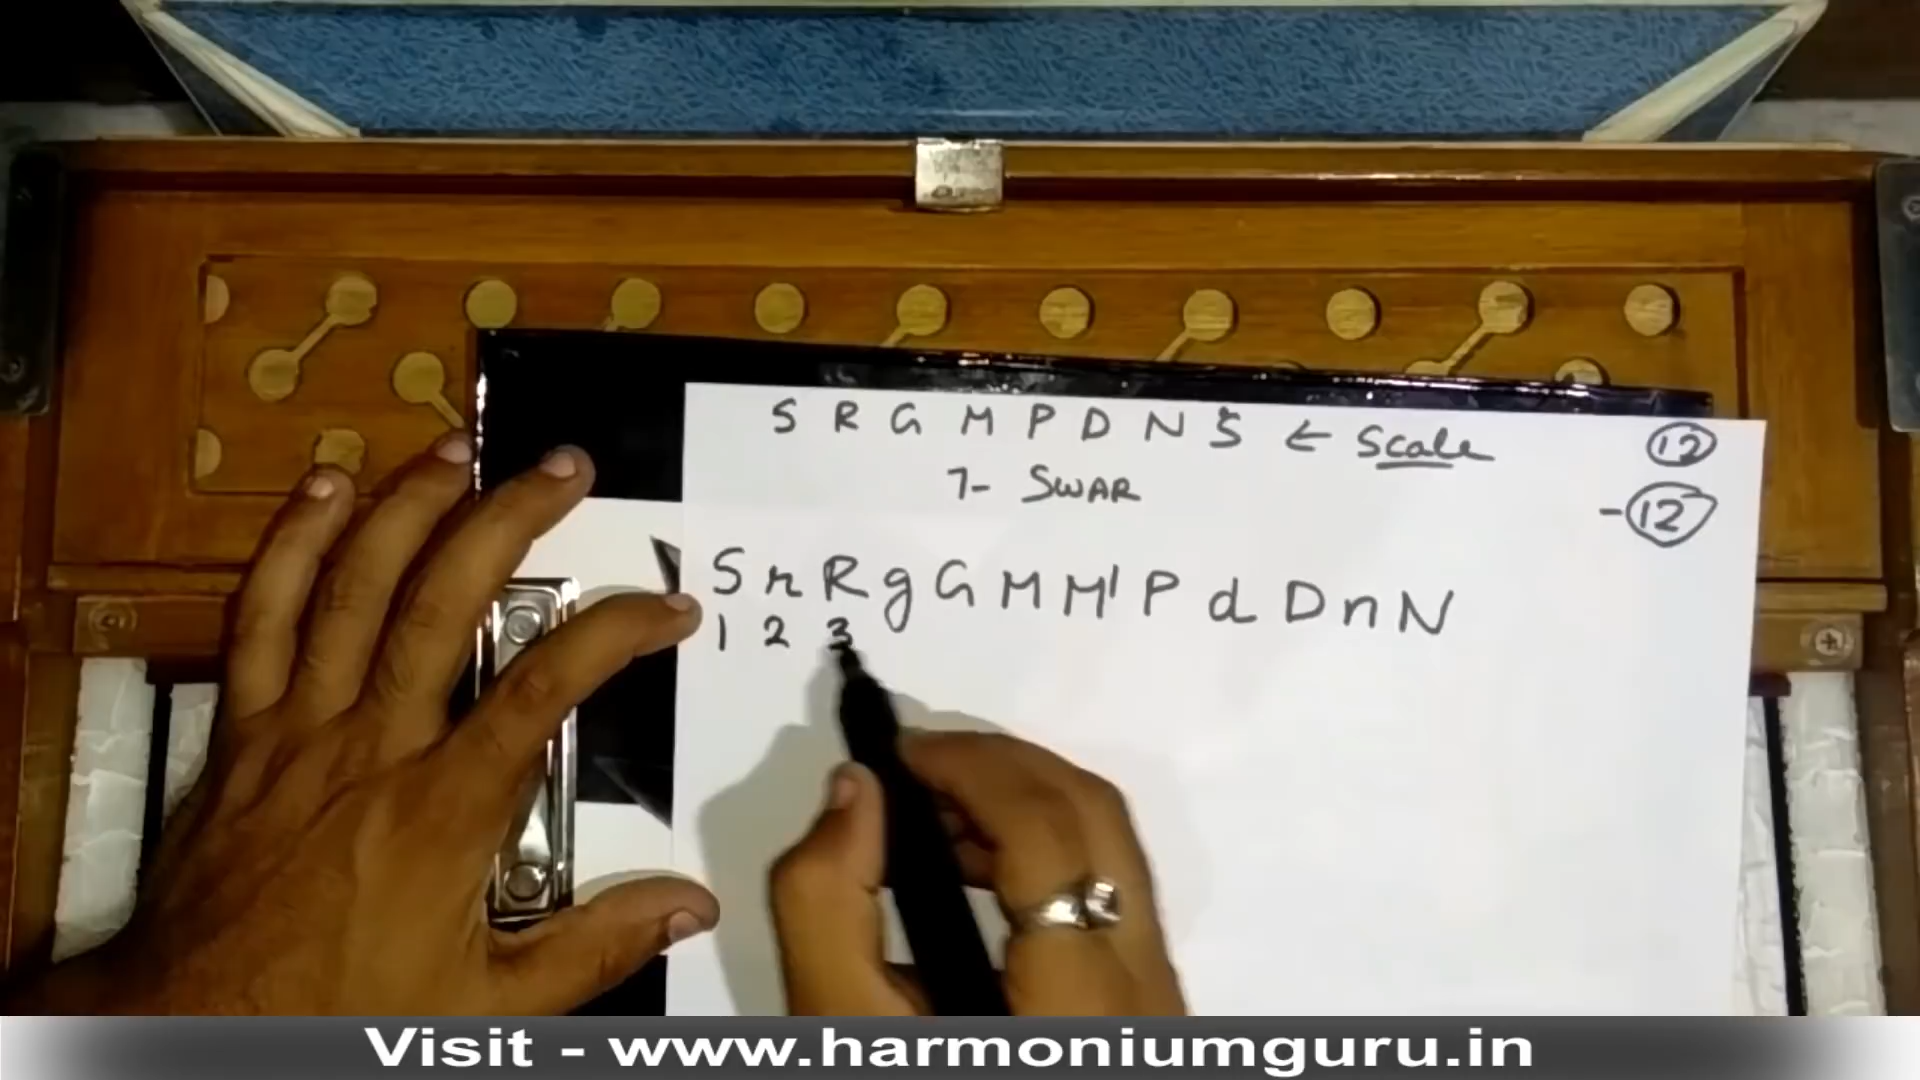 S R G M P D N Ṡ ← Scale
7- SWAR
12
-12
S r R g G M M' P d D n N
1 2 3
Visit - www.harmoniumguru.in